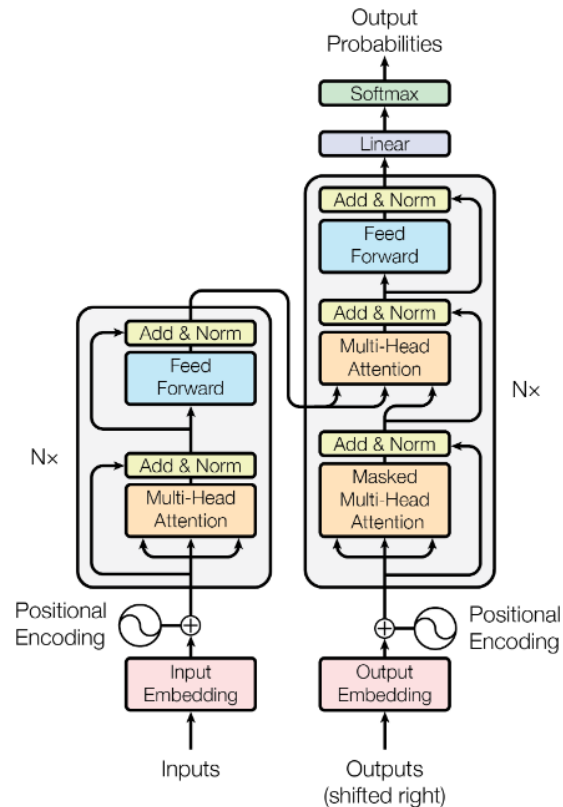 Output
Probabilities
Softmax
Linear
Add & Norm
Feed
Forward
Add & Norm
Multi-Head
Attention
Nx
Add & Norm
Masked
Multi-Head
Attention
Add & Norm
Feed
Forward
Nx
Add & Norm
Multi-Head
Attention
Positional
Encoding
Positional
Encoding
Input
Embedding
Output
Embedding
Inputs
Outputs
(shifted right)